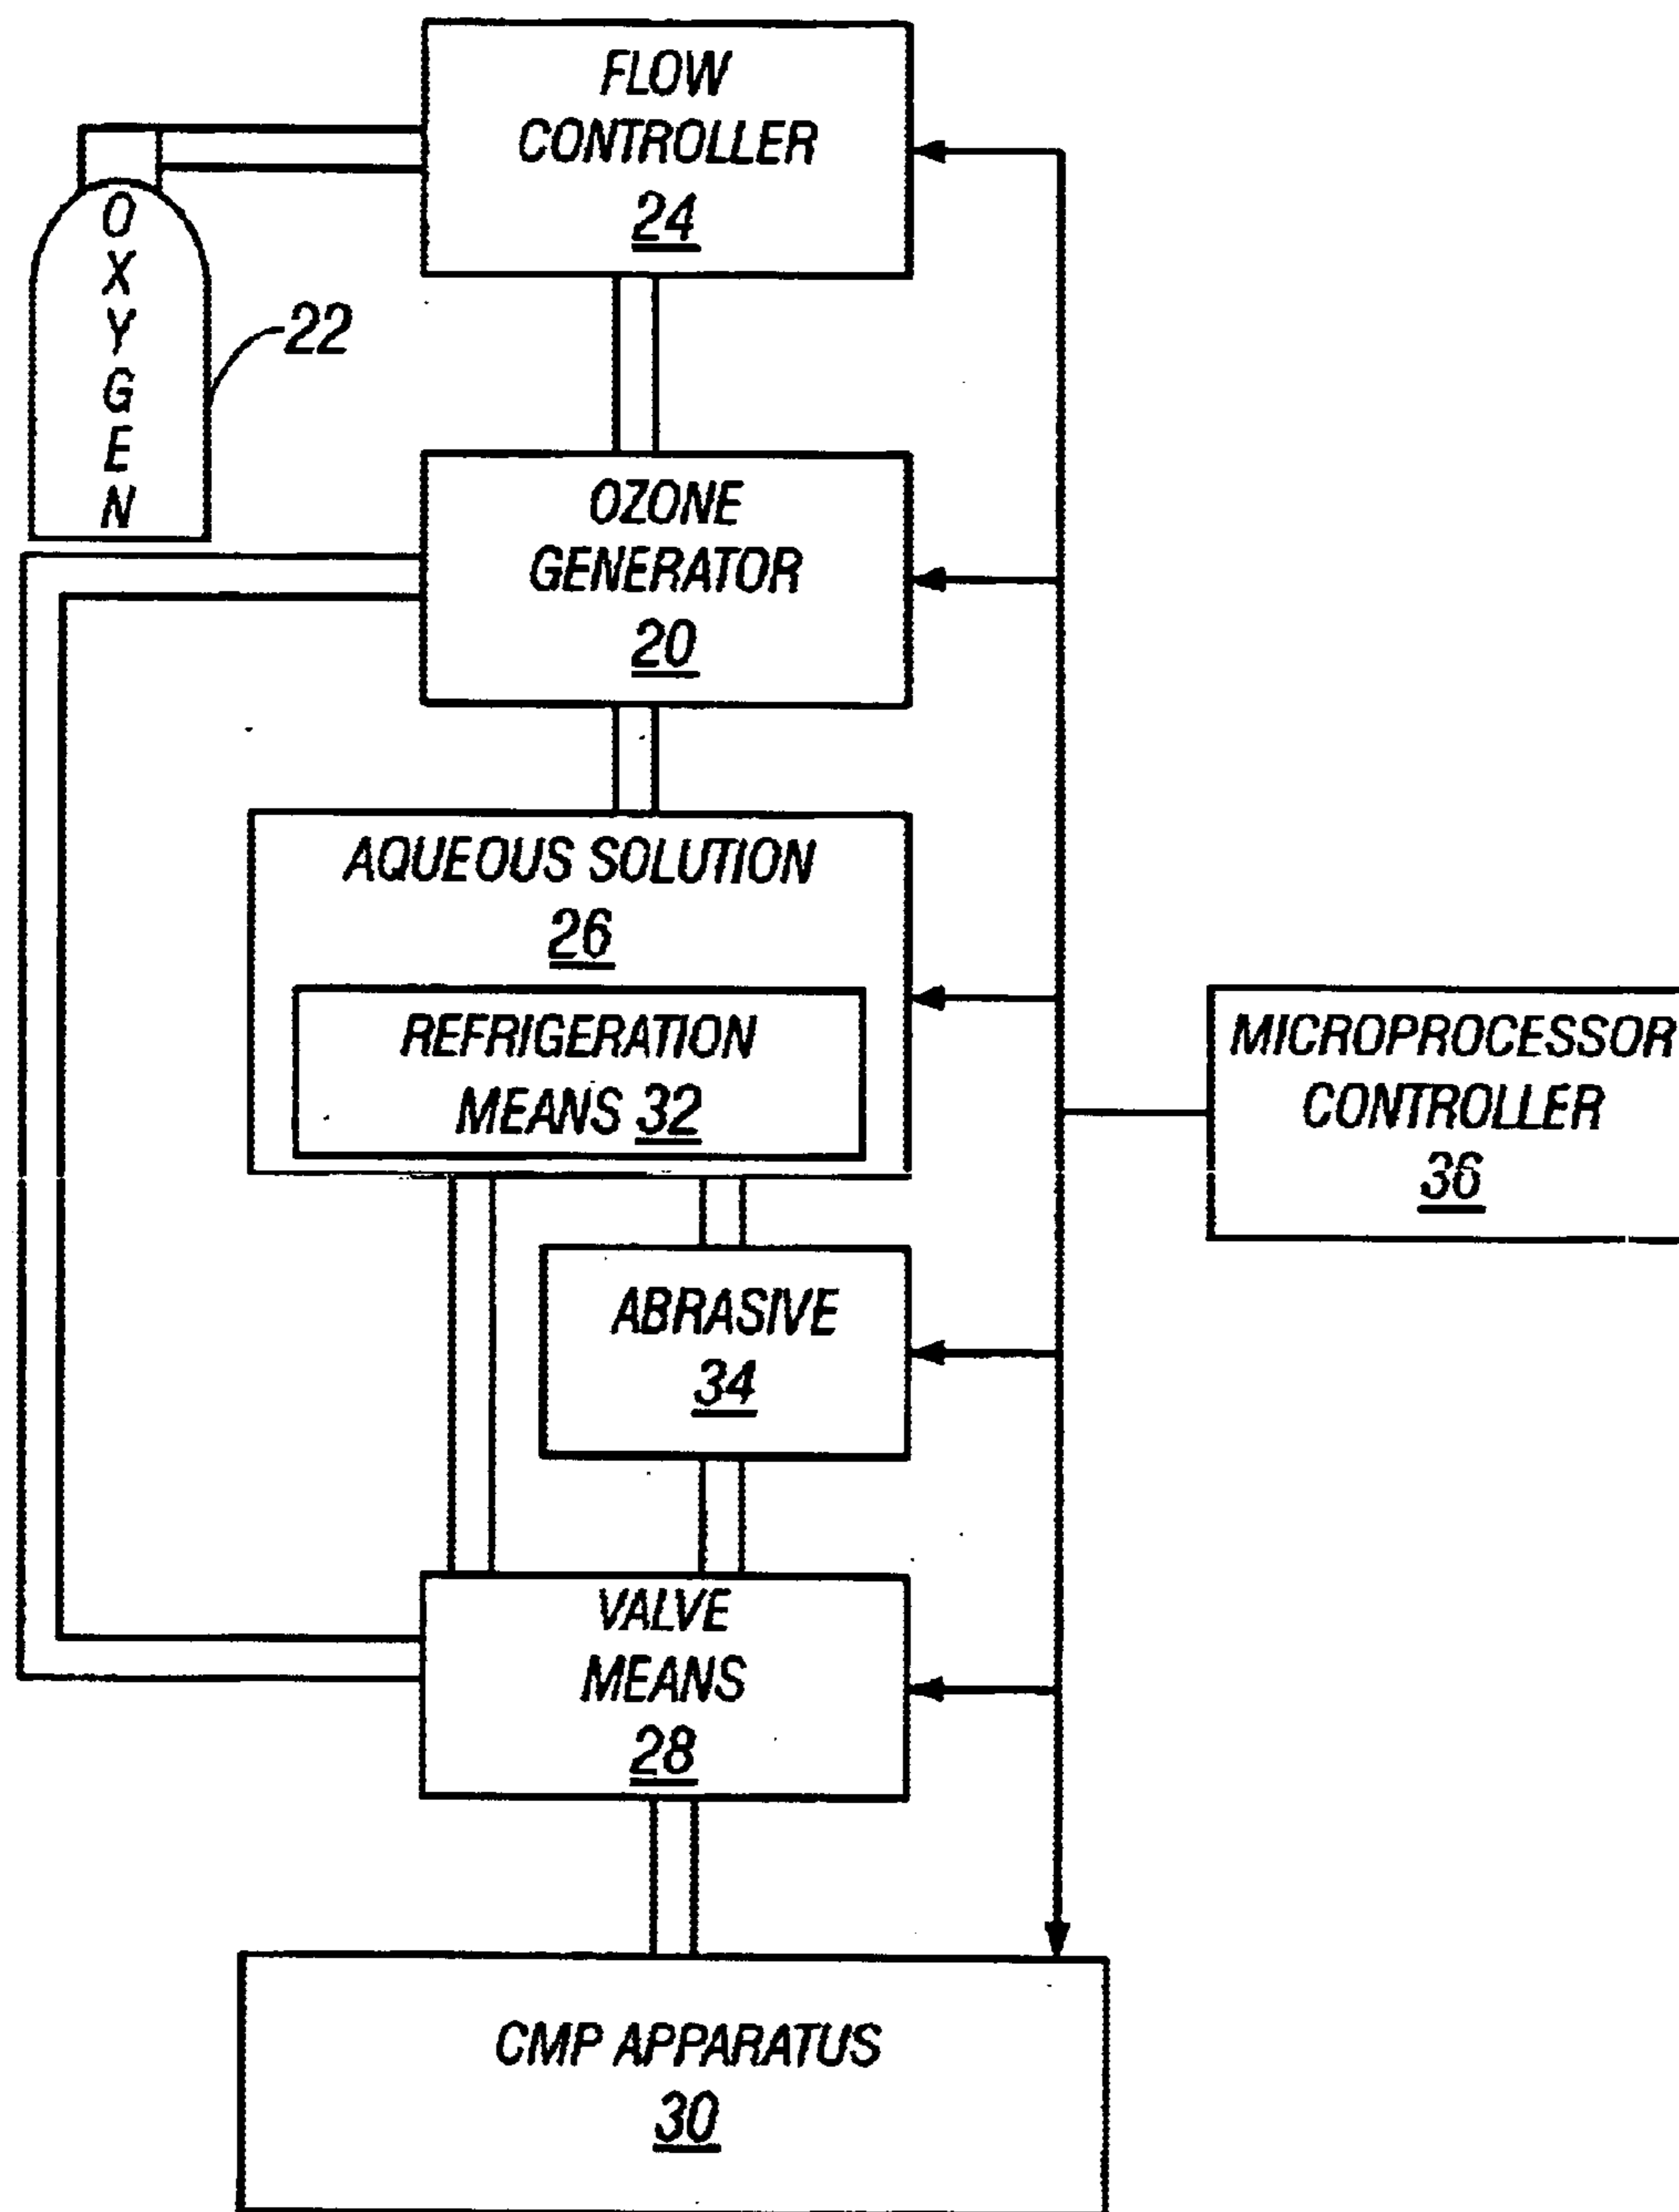 FLOW
CONTROLLER
24
OXYGEN
22
OZONE
GENERATOR
20
AQUEOUS SOLUTION
26
REFRIGERATION
MEANS 32
MICROPROCESSOR
CONTROLLER
36
ABRASIVE
34
VALVE
MEANS
28
CMP APPARATUS
30